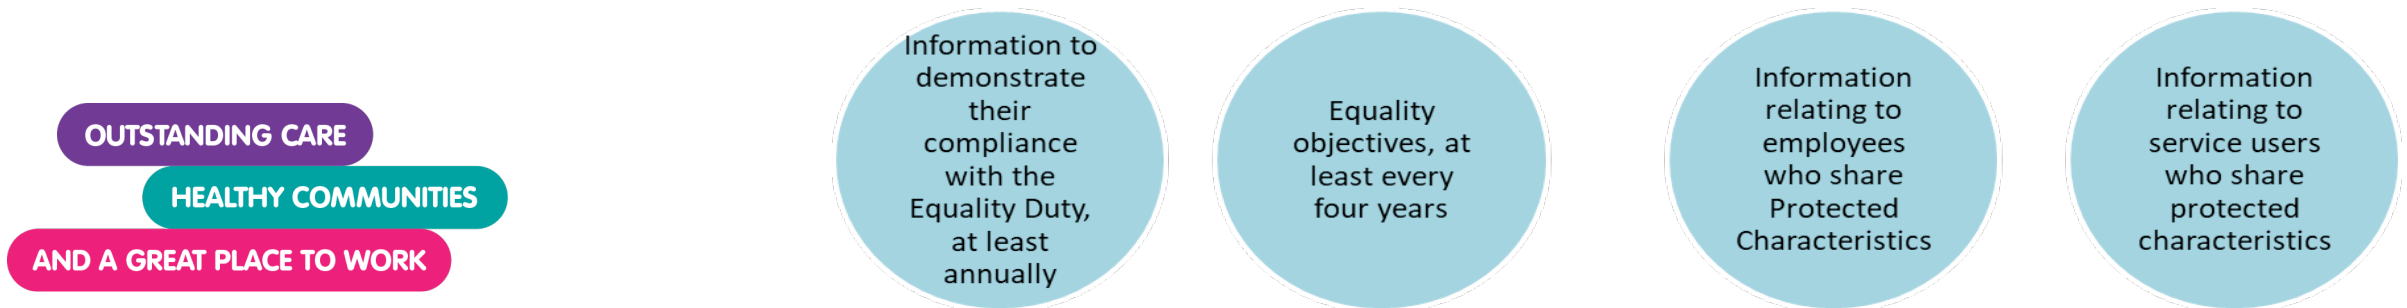 OUTSTANDING CARE
HEALTHY COMMUNITIES
AND A GREAT PLACE TO WORK
Information to
demonstrate
their
compliance
with the
Equality Duty,
at least
annually
Equality
objectives, at
least every
four years
Information
relating to
employees
who share
Protected
Characteristics
Information
relating to
service users
who share
protected
characteristics